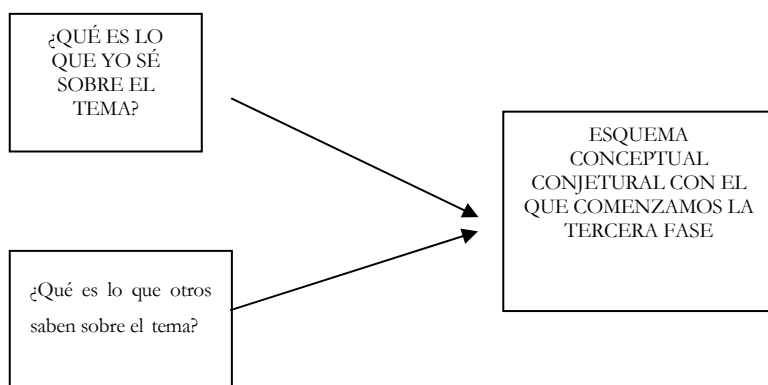 ¿QUÉ ES LO
QUE YO SÉ
SOBRE EL
TEMA?
¿Qué es lo que otros
saben sobre el tema?
ESQUEMA
CONCEPTUAL
CONJETURAL CON EL
QUE COMENZAMOS LA
TERCERA FASE